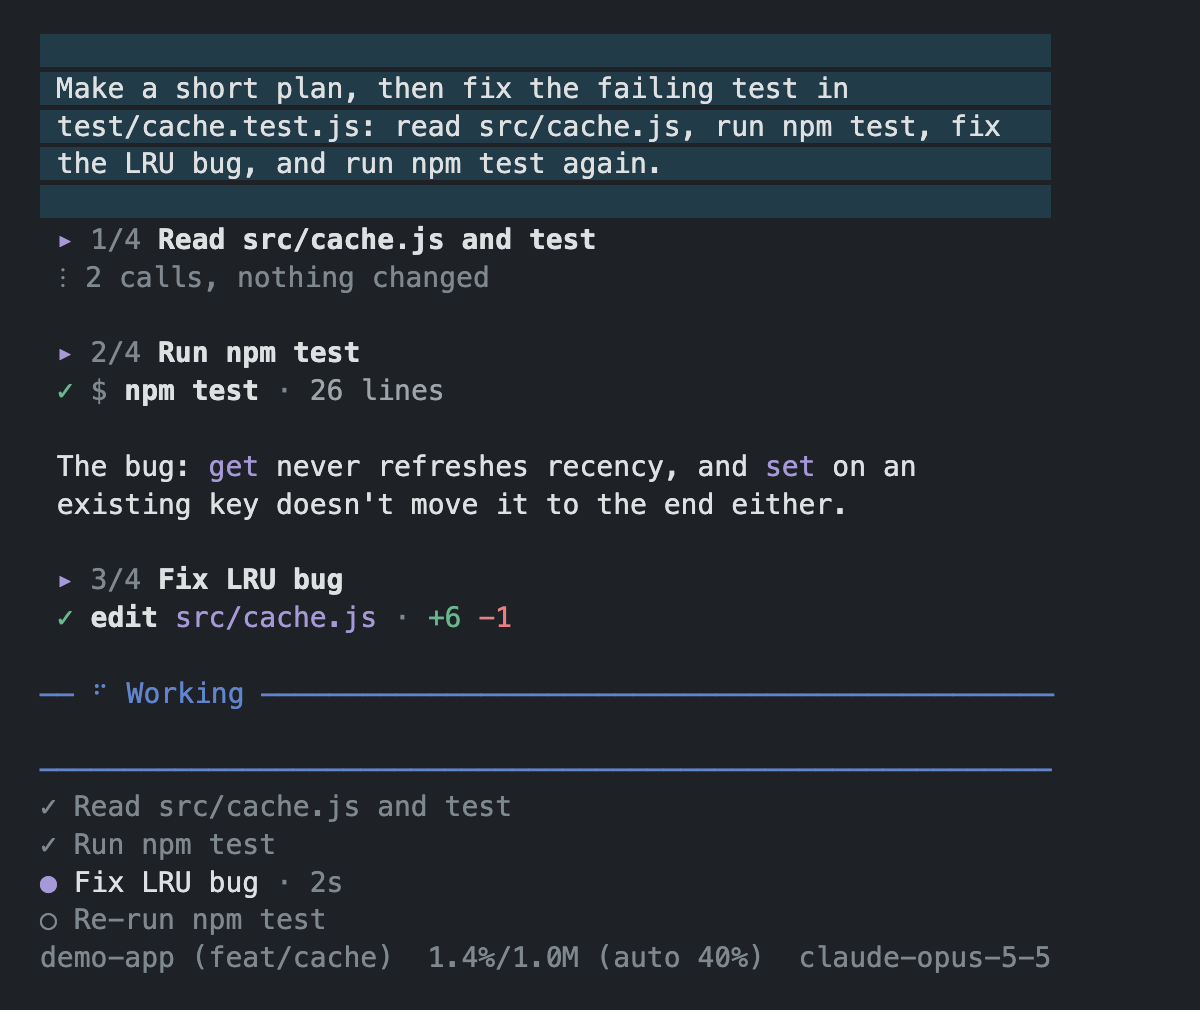 Make a short plan, then fix the failing test in
test/cache.test.js: read src/cache.js, run npm test, fix
the LRU bug, and run npm test again.
▸ 1/4 Read src/cache.js and test
⋮ 2 calls, nothing changed
▸ 2/4 Run npm test
✓ $ npm test · 26 lines
The bug: get never refreshes recency, and set on an
existing key doesn't move it to the end either.
▸ 3/4 Fix LRU bug
✓ edit src/cache.js · +6 −1
Working
✓ Read src/cache.js and test
✓ Run npm test
● Fix LRU bug · 2s
○ Re-run npm test
demo-app (feat/cache)  1.4%/1.0M (auto 40%)  claude-opus-5-5